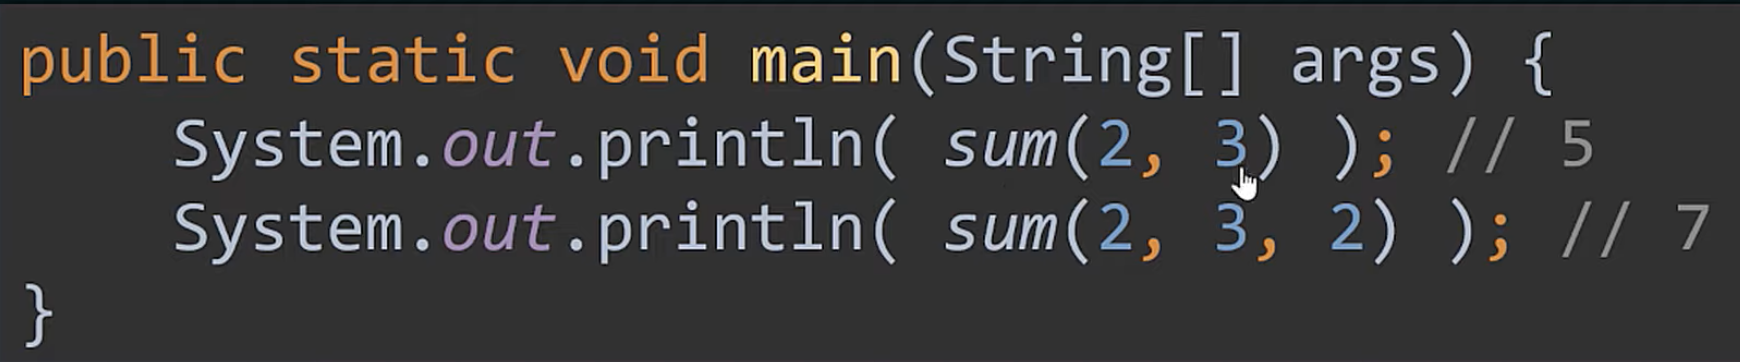 public static void main(String[] args) {
System.out.println( sum(2, 3) ); // 5
System.out.println( sum(2, 3, 2) ); // 7
}